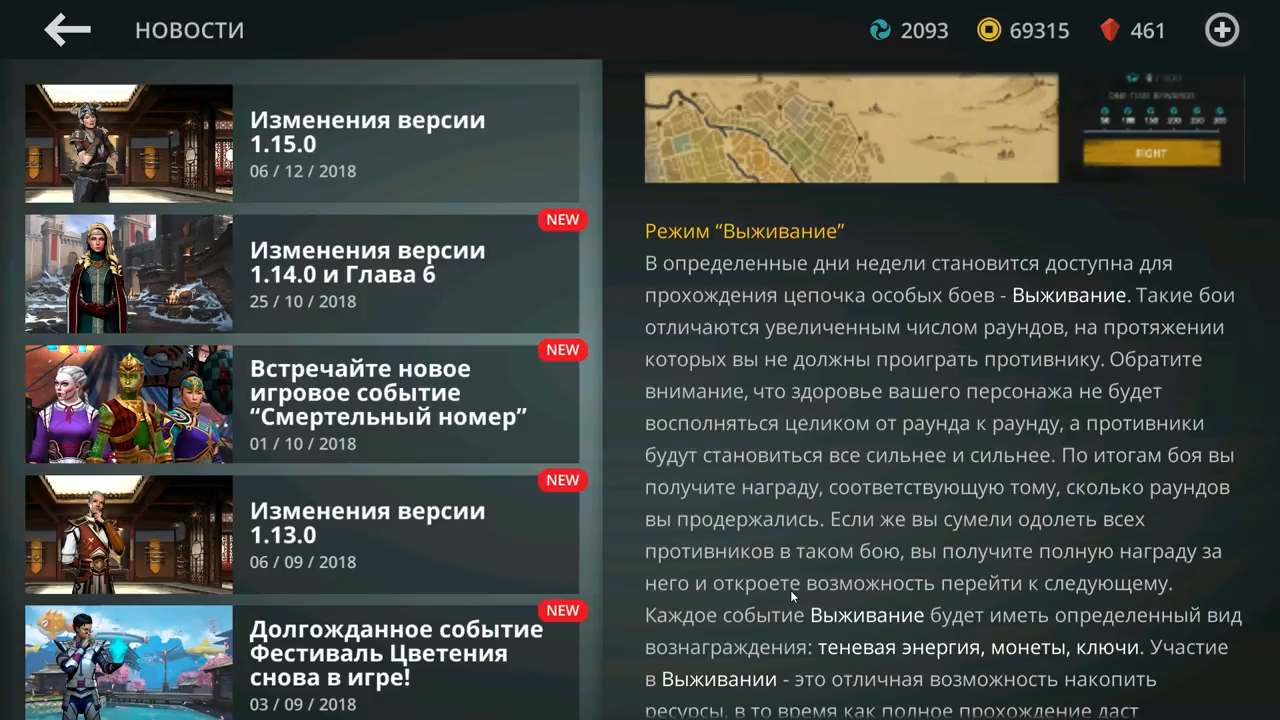 НОВОСТИ
2093
69315
461
Изменения версии
1.15.0
06 / 12 / 2018
NEW
Изменения версии
1.14.0 и Глава 6
25 / 10 / 2018
NEW
Встречайте новое
игровое событие
“Смертельный номер”
01 / 10 / 2018
NEW
Изменения версии
1.13.0
06 / 09 / 2018
NEW
Долгожданное событие
Фестиваль Цветения
снова в игре!
03 / 09 / 2018
FIGHT
Режим “Выживание”
В определенные дни недели становится доступна для
прохождения цепочка особых боев - Выживание. Такие бои
отличаются увеличенным числом раундов, на протяжении
которых вы не должны проиграть противнику. Обратите
внимание, что здоровье вашего персонажа не будет
восполняться целиком от раунда к раунду, а противники
будут становиться все сильнее и сильнее. По итогам боя вы
получите награду, соответствующую тому, сколько раундов
вы продержались. Если же вы сумели одолеть всех
противников в таком бою, вы получите полную награду за
него и откроете возможность перейти к следующему.
Каждое событие Выживание будет иметь определенный вид
вознаграждения: теневая энергия, монеты, ключи. Участие
в Выживании - это отличная возможность накопить
ресурсы, в то время как полное прохождение даст